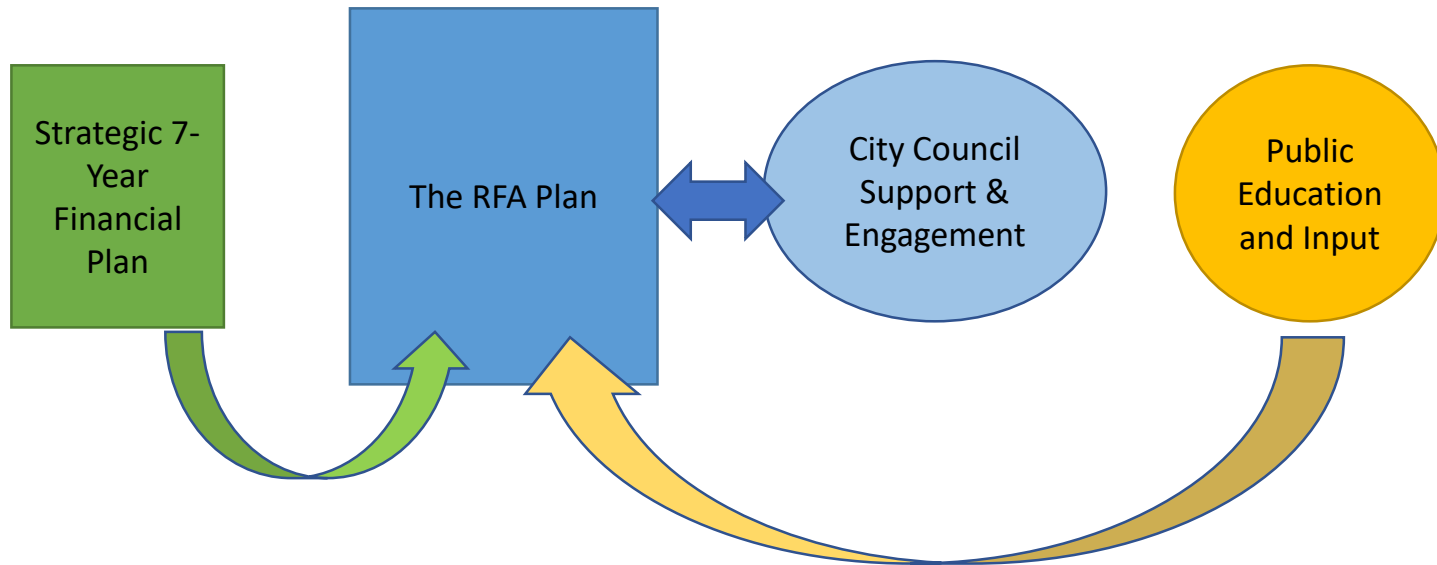 Strategic 7-
Year
Financial
Plan
The RFA Plan
City Council
Support &
Engagement
Public
Education
and Input